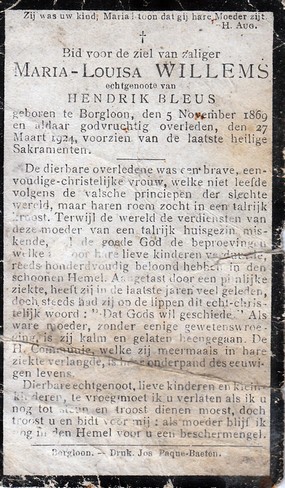 Zij was uw kind; Maria! toon dat gij hare Moeder zijt.
H. Aug.
Bid voor de ziel van zaliger
MARIA-LOUISA WILLEMS
echtgenoote van
HENDRIK BLEUS
geboren te Borgloon, den 5 November 1869
en aldaar godvruchtig overleden, den 27
Maart 1924, voorzien van de laatste heilige
Sakramenten.
De dierbare overledene was een brave, een-
voudige-christelijke vrouw, welke niet leefde
volgens de valsche princiepen der slechte
wereld, maar haren roem zocht in een talrijk
kroost. Terwijl de wereld de verdiensten van
deze moeder van een talrijk huisgezin mis-
kende, de goede God de beproevingen
voor hare lieve kinderen
reeds honderdvoudig beloond hebben in den
schoonen Hemel. Aangetast door een pijnlijke
ziekte, heeft zij in de laatste jaren veel geleden,
doch steeds had zij op de lippen dit echt-chris-
telijk woord: "Dat Gods wil geschiede" Als
ware moeder, zonder eenige gewetenswroe-
ging, is zij kalm en gelaten heengegaan. De
H. Communie, welke zij meermaals in hare
ziekte verlangde, is haar onderpand des eeuwi-
gen levens.
Dierbare echtgenoot, lieve kinderen en klein-
kinderen, te vroeg moet ik u verlaten als ik u
nog tot steun en troost dienen moest, doch
troost u en bidt voor mij; als moeder blijf ik
nog in den Hemel voor u een beschermengel.
Borgloon. - Druk. Jos Paque-Baeten.